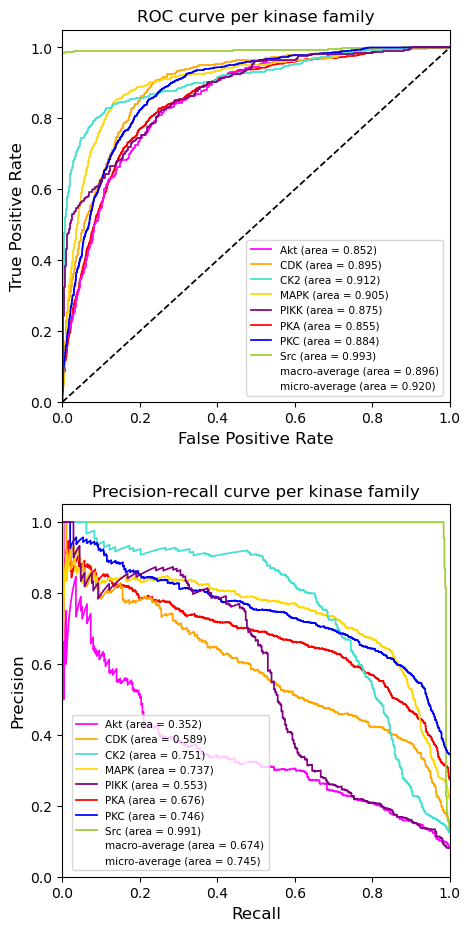 ROC curve per kinase family
1.0
0.8
0.6
0.4
0.2
0.0
True Positive Rate
Akt (area = 0.852)
CDK (area = 0.895)
CK2 (area = 0.912)
MAPK (area = 0.905)
PIKK (area = 0.875)
PKA (area = 0.855)
PKC (area = 0.884)
Src (area = 0.993)
macro-average (area = 0.896)
micro-average (area = 0.920)
0.0 0.2 0.4 0.6 0.8 1.0
False Positive Rate
Precision-recall curve per kinase family
1.0
0.8
0.6
0.4
0.2
0.0
Precision
Akt (area = 0.352)
CDK (area = 0.589)
CK2 (area = 0.751)
MAPK (area = 0.737)
PIKK (area = 0.553)
PKA (area = 0.676)
PKC (area = 0.746)
Src (area = 0.991)
macro-average (area = 0.674)
micro-average (area = 0.745)
0.0 0.2 0.4 0.6 0.8 1.0
Recall